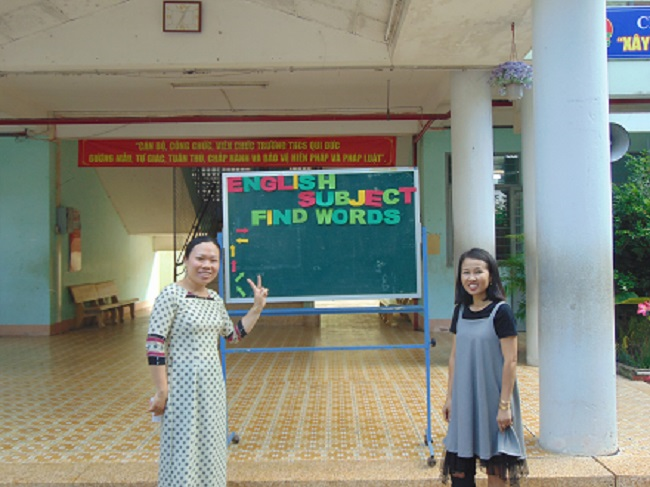 "CÁN BỘ, CÔNG CHỨC, VIÊN CHỨC TRƯỜNG THCS QUI ĐỨC
GƯƠNG MẪU, TỰ GIÁC, TUÂN THỦ, CHẤP HÀNH VÀ BẢO VỆ HIẾN PHÁP VÀ PHÁP LUẬT".
"XÂY
ENGLISH
SUBJECT
FIND WORDS